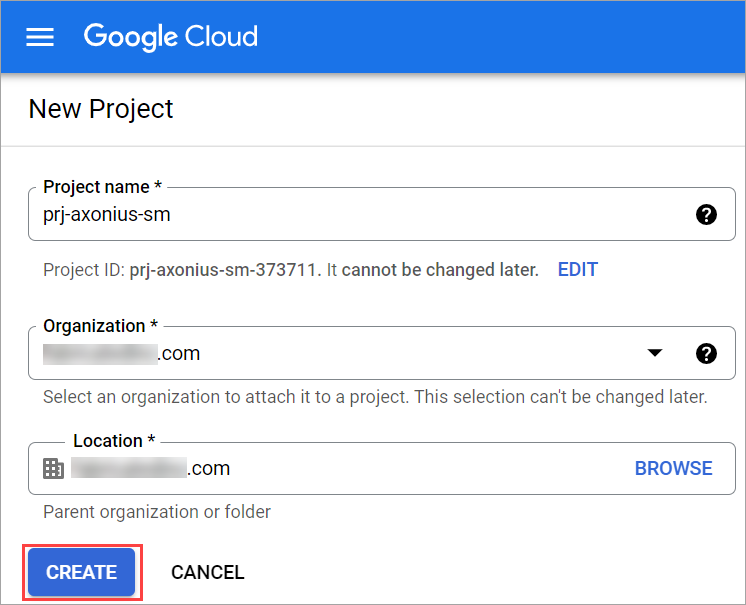 Google Cloud
New Project
Project name *
prj-axonius-sm
Project ID: prj-axonius-sm-373711. It cannot be changed later. EDIT
Organization *
.com
Select an organization to attach it to a project. This selection can't be changed later.
Location *
.com BROWSE
Parent organization or folder
CREATE CANCEL